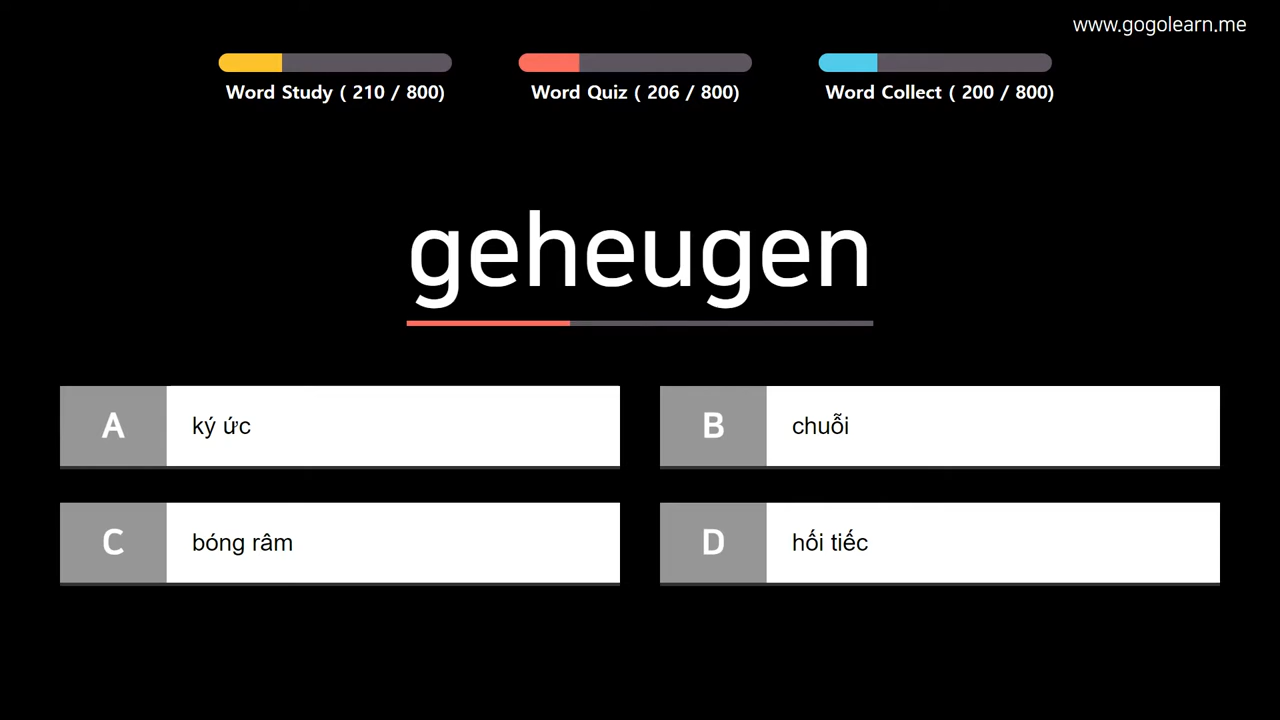 www.gogolearn.me
Word Study ( 210 / 800)
Word Quiz ( 206 / 800)
Word Collect ( 200 / 800)
geheugen
A
ký ức
B
chuỗi
C
bóng râm
D
hối tiếc